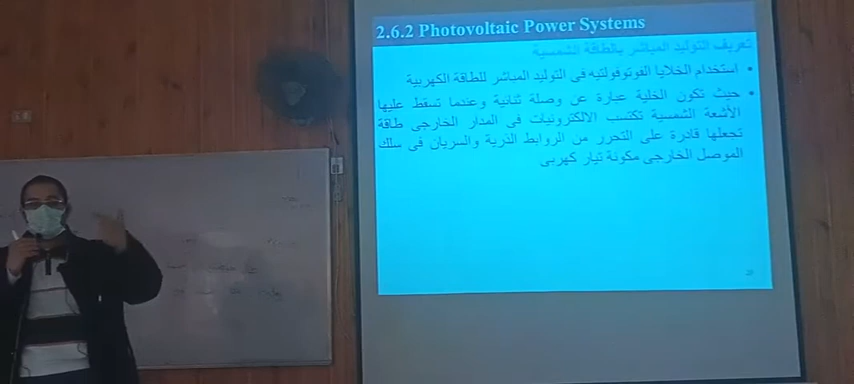 2.6.2 Photovoltaic Power Systems
تعريف التوليد المباشر بالطاقة الشمسية
• استخدام الخلايا الفوتوفولتيه فى التوليد المباشر للطاقة الكهربية
• حيث تكون الخلية عبارة عن وصلة ثنائية وعندما تسقط عليها
الأشعة الشمسية تكتسب الالكترونيات فى المدار الخارجى طاقة
تجعلها قادرة على التحرر من الروابط الذرية والسريان فى سلك
الموصل الخارجى مكونة تيار كهربى